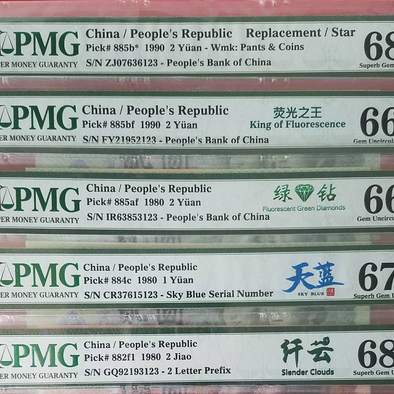 PMG
PER MONEY GUARANTY
China / People's Republic Replacement / Star
Pick# 885b* 1990 2 Yüan - Wmk: Pants & Coins
S/N ZJ07636123 - People's Bank of China
68
Superb Gem
PMG
PER MONEY GUARANTY
China / People's Republic
Pick# 885bf 1990 2 Yüan
S/N FY21952123 - People's Bank of China
荧光之王
King of Fluorescence
66
Gem Uncircul
PMG
PER MONEY GUARANTY
China / People's Republic
Pick# 885af 1980 2 Yüan
S/N IR63853123 - People's Bank of China
绿 钻
Fluorescent Green Diamonds
66
Gem Uncircul
PMG
PER MONEY GUARANTY
China / People's Republic
Pick# 884c 1980 1 Yüan
S/N CR37615123 - Sky Blue Serial Number
天蓝
SKY BLUE
67
Superb Gem
PMG
PER MONEY GUARANTY
China / People's Republic
Pick# 882f1 1980 2 Jiao
S/N GQ92193123 - 2 Letter Prefix
纤云
Slender Clouds
68
Superb Gem